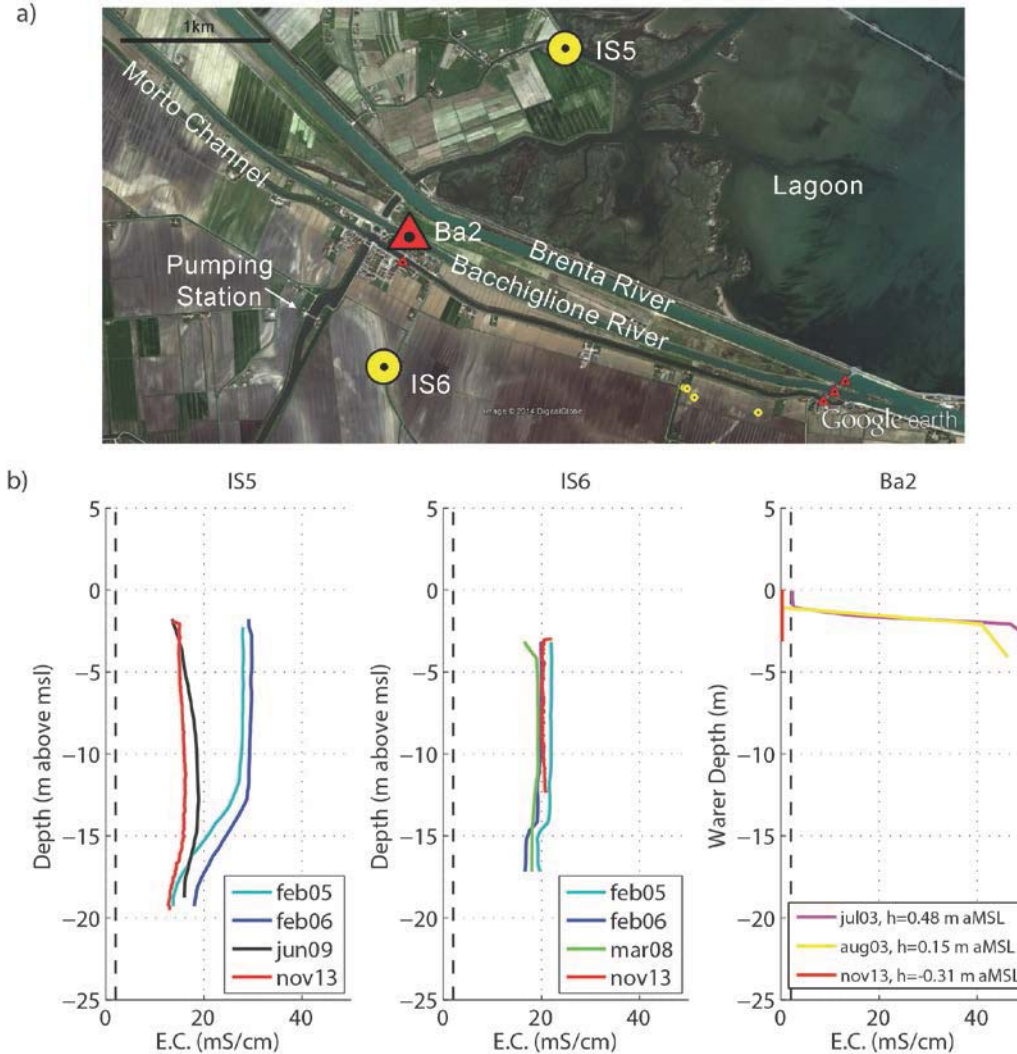 a)
1km
IS5
Morto Channel
Lagoon
Ba2
Brenta River
Bacchiglione River
Pumping
Station
IS6
Image © 2014 DigitalGlobe
Google earth
b)
IS5
IS6
Ba2
5
0
−5
−10
−15
−20
−25
0
20
40
Depth (m above msl)
E.C. (mS/cm)
feb05
feb06
jun09
nov13
5
0
−5
−10
−15
−20
−25
0
20
40
Depth (m above msl)
E.C. (mS/cm)
feb05
feb06
mar08
nov13
5
0
−5
−10
−15
−20
−25
0
20
40
Warer Depth (m)
E.C. (mS/cm)
jul03, h=0.48 m aMSL
aug03, h=0.15 m aMSL
nov13, h=-0.31 m aMSL